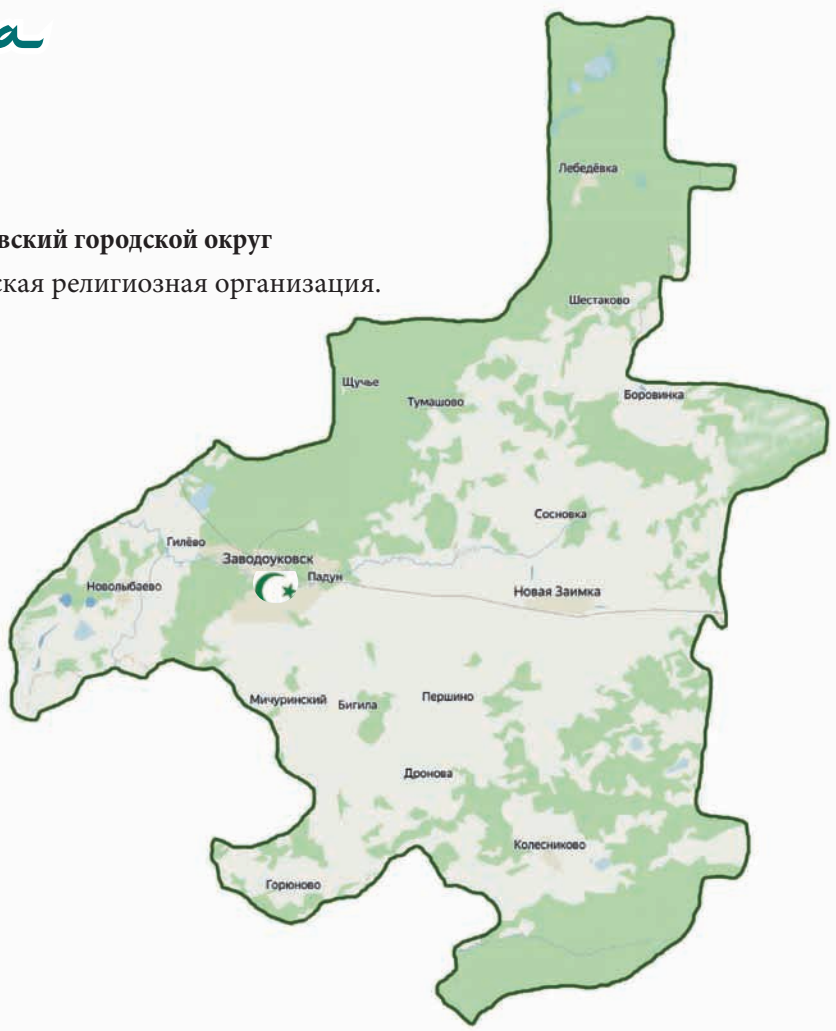 а
вский городской округ
ская религиозная организация.
Лебедёвка
Шестаково
Щучье
Тумашово
Боровинка
Сосновка
Гилёво
Заводоуковск
Падун
Новолыбаево
Новая Заимка
Мичуринский
Бигила
Першино
Дронова
Колесниково
Горюново